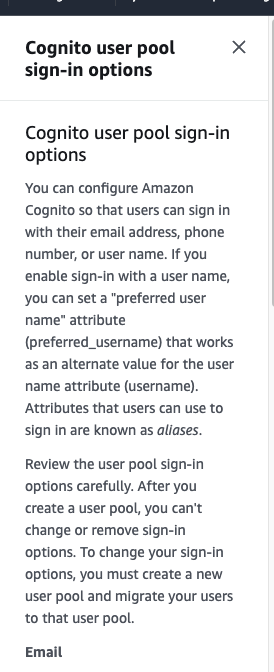 Cognito user pool
sign-in options
Cognito user pool sign-in
options
You can configure Amazon
Cognito so that users can sign in
with their email address, phone
number, or user name. If you
enable sign-in with a user name,
you can set a "preferred user
name" attribute
(preferred_username) that works
as an alternate value for the user
name attribute (username).
Attributes that users can use to
sign in are known as aliases.
Review the user pool sign-in
options carefully. After you
create a user pool, you can't
change or remove sign-in
options. To change your sign-in
options, you must create a new
user pool and migrate your users
to that user pool.
Email